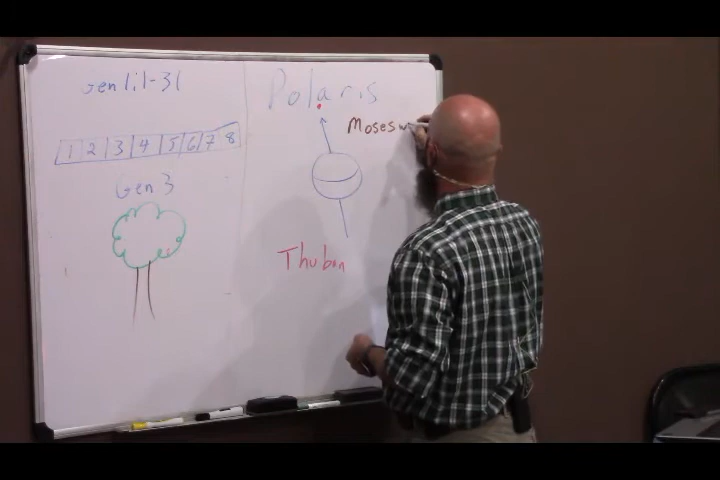 Gen 1:1-31
1 2 3 4 5 6 7 8
Gen 3
Polaris
Moses w
Thuban